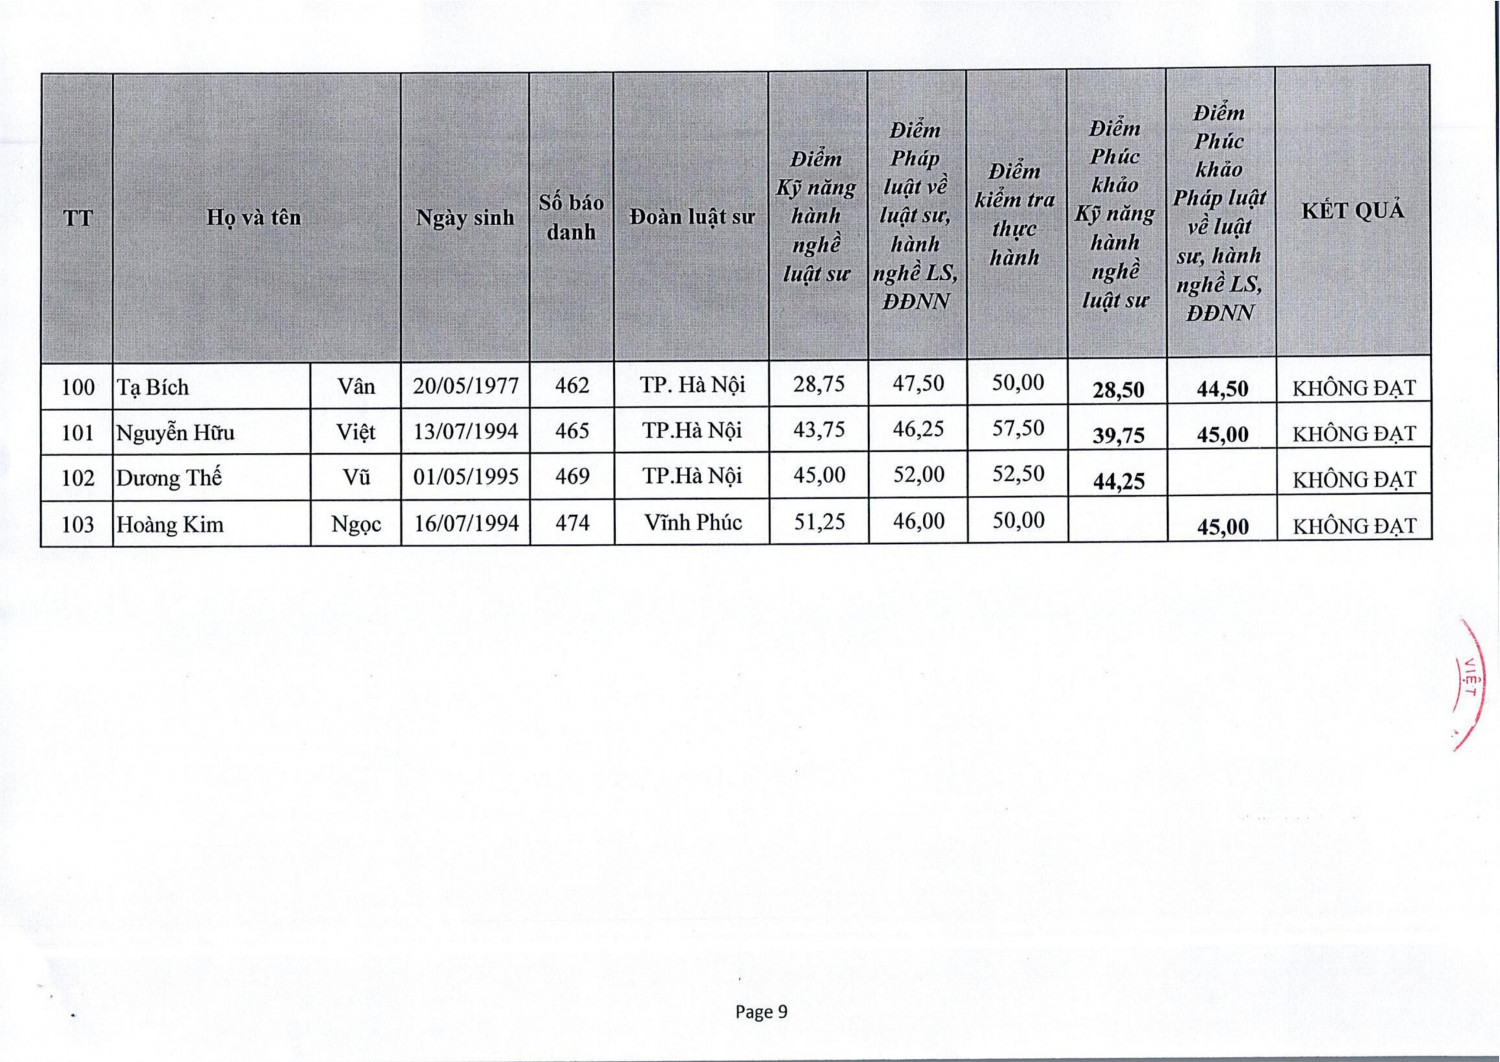 TT | Họ và tên | Ngày sinh | Số báo danh | Đoàn luật sư | Điểm Kỹ năng hành nghề luật sư | Điểm Pháp luật về luật sư, hành nghề LS, ĐĐNN | Điểm kiểm tra thực hành | Điểm Phúc khảo Kỹ năng hành nghề luật sư | Điểm Phúc khảo Pháp luật về luật sư, hành nghề LS, ĐĐNN | KẾT QUẢ
100 | Tạ Bích | Vân | 20/05/1977 | 462 | TP. Hà Nội | 28,75 | 47,50 | 50,00 | 28,50 | 44,50 | KHÔNG ĐẠT
101 | Nguyễn Hữu | Việt | 13/07/1994 | 465 | TP.Hà Nội | 43,75 | 46,25 | 57,50 | 39,75 | 45,00 | KHÔNG ĐẠT
102 | Dương Thế | Vũ | 01/05/1995 | 469 | TP.Hà Nội | 45,00 | 52,00 | 52,50 | 44,25 | | KHÔNG ĐẠT
103 | Hoàng Kim | Ngọc | 16/07/1994 | 474 | Vĩnh Phúc | 51,25 | 46,00 | 50,00 | | 45,00 | KHÔNG ĐẠT
VIỆT
Page 9